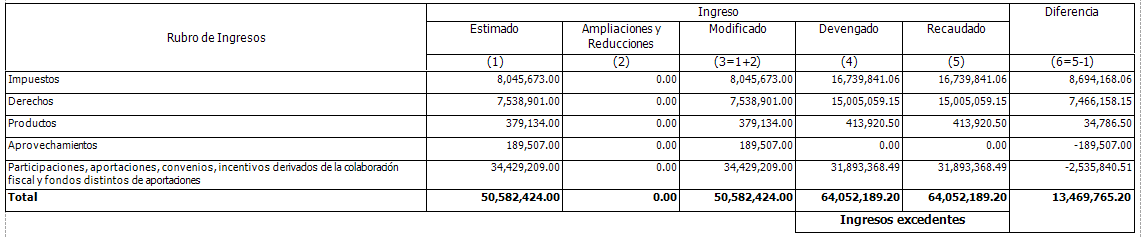 Rubro de Ingresos Ingreso Diferencia
Estimado Ampliaciones y Reducciones Modificado Devengado Recaudado
(1) (2) (3=1+2) (4) (5) (6=5-1)
Impuestos 8,045,673.00 0.00 8,045,673.00 16,739,841.06 16,739,841.06 8,694,168.06
Derechos 7,538,901.00 0.00 7,538,901.00 15,005,059.15 15,005,059.15 7,466,158.15
Productos 379,134.00 0.00 379,134.00 413,920.50 413,920.50 34,786.50
Aprovechamientos 189,507.00 0.00 189,507.00 0.00 0.00 -189,507.00
Participaciones, aportaciones, convenios, incentivos derivados de la colaboración 34,429,209.00 0.00 34,429,209.00 31,893,368.49 31,893,368.49 -2,535,840.51
fiscal y fondos distintos de aportaciones
Total 50,582,424.00 0.00 50,582,424.00 64,052,189.20 64,052,189.20 13,469,765.20
Ingresos excedentes